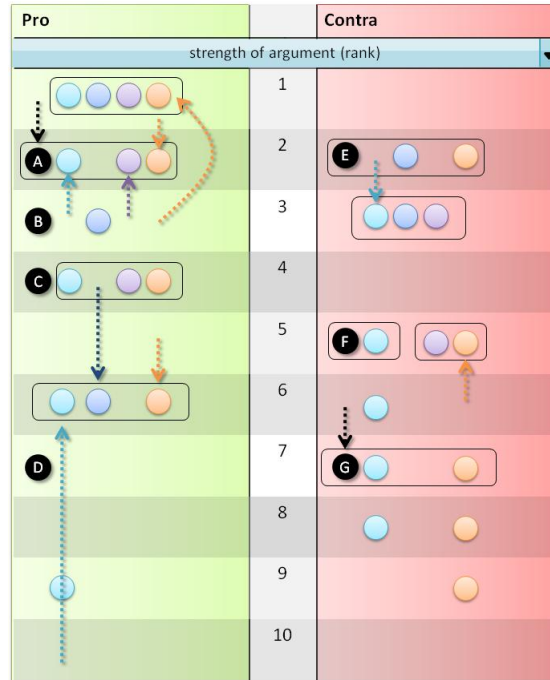 Pro Contra
strength of argument (rank)
1
A 2 E
B 3
C 4
5 F
6
D 7 G
8
9
10